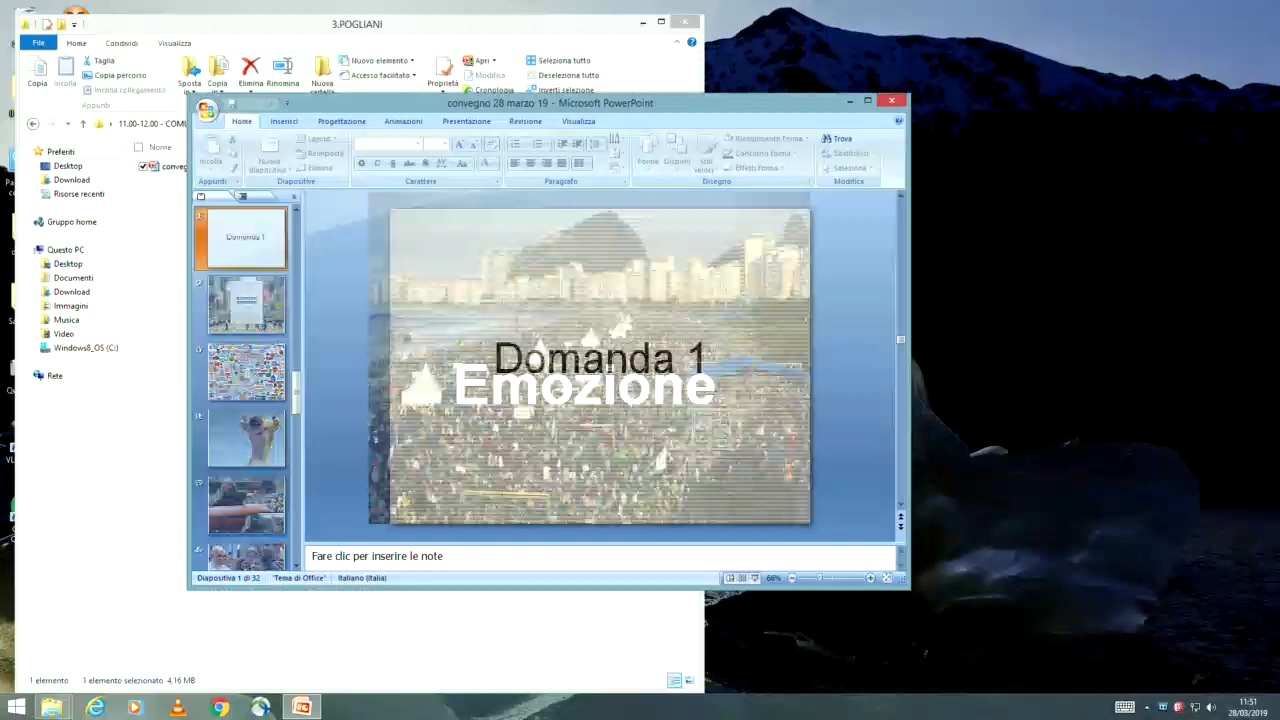 3.POGLIANI
File Home Condividi Visualizza
Taglia
Copia percorso
Incolla collegamento
Copia Incolla
Appunti
Sposta in Copia in Elimina Rinomina Nuova cartella
Nuovo elemento
Accesso facilitato
Proprietà
Apri
Modifica
Cronologia
Seleziona tutto
Deseleziona tutto
Inverti selezione
11.00-12.00 - COMU
Nome
conveg
Preferiti
Desktop
Download
Risorse recenti
Gruppo home
Questo PC
Desktop
Documenti
Download
Immagini
Musica
Video
Windows8_OS (C:)
Rete
1 elemento 1 elemento selezionato 4,16 MB
convegno 28 marzo 19 - Microsoft PowerPoint
Home Inserisci Progettazione Animazioni Presentazione Revisione Visualizza
Incolla
Nuova diapositiva
Layout
Reimposta
Elimina
Forme Disposizioni Stili veloci
Riempimento forma
Contorno forma
Effetti forma
Trova
Sostituisci
Seleziona
Appunti Diapositive Carattere Paragrafo Disegno Modifica
Domanda 1
Domanda 1
Emozione
Fare clic per inserire le note
Diapositiva 1 di 32 "Tema di Office" Italiano (Italia) 66%
11:51
28/03/2019